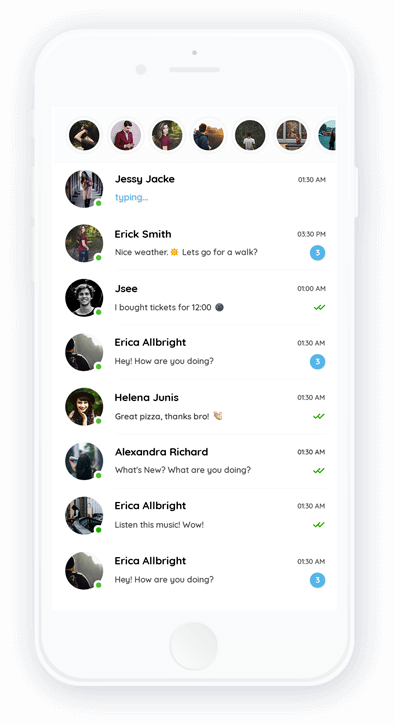 Jessy Jacke 01:30 AM
typing...
Erick Smith 03:30 PM
Nice weather. ☀️ Lets go for a walk? 3
Jsee 01:00 AM
I bought tickets for 12:00 🌚
Erica Allbright 01:30 AM
Hey! How are you doing? 3
Helena Junis 01:30 AM
Great pizza, thanks bro! 👏🏼
Alexandra Richard 01:30 AM
What's New? What are you doing?
Erica Allbright 01:30 AM
Listen this music! Wow!
Erica Allbright 01:30 AM
Hey! How are you doing? 3